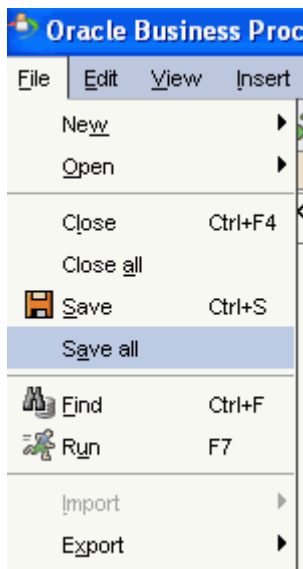 Oracle Business Proc
File Edit View Insert
New
Open
Close Ctrl+F4
Close all
Save Ctrl+S
Save all
Find Ctrl+F
Run F7
Import
Export